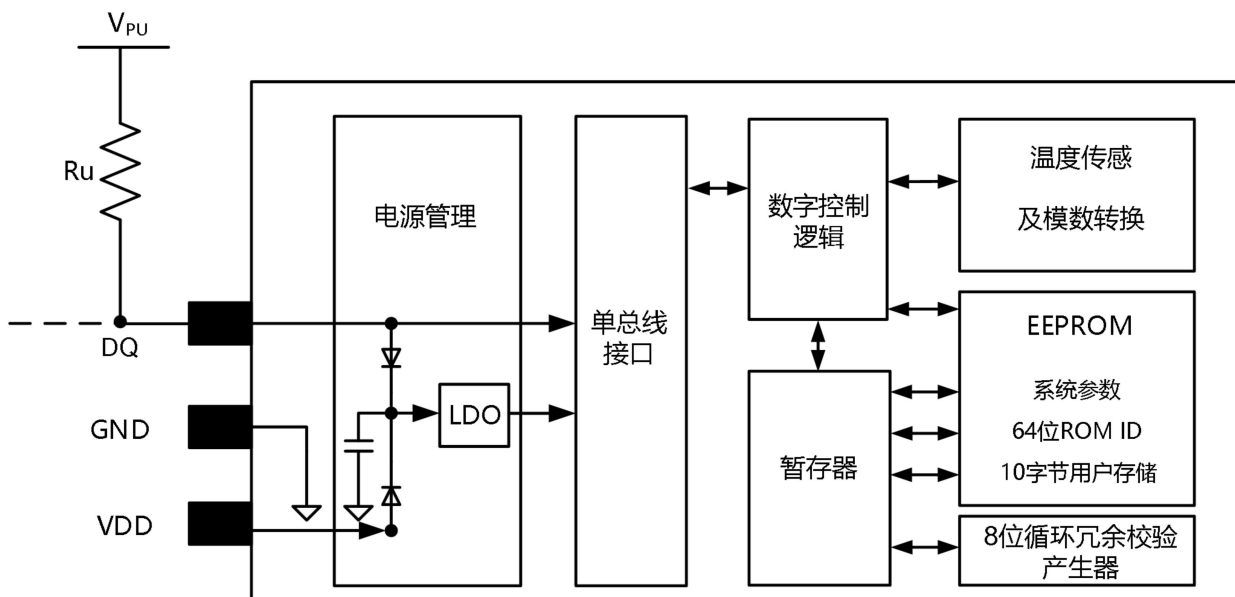 V_PU
Ru
DQ
GND
VDD
电源管理
LDO
单总线
接口
数字控制
逻辑
暂存器
温度传感
及模数转换
EEPROM
系统参数
64位ROM ID
10字节用户存储
8位循环冗余校验
产生器